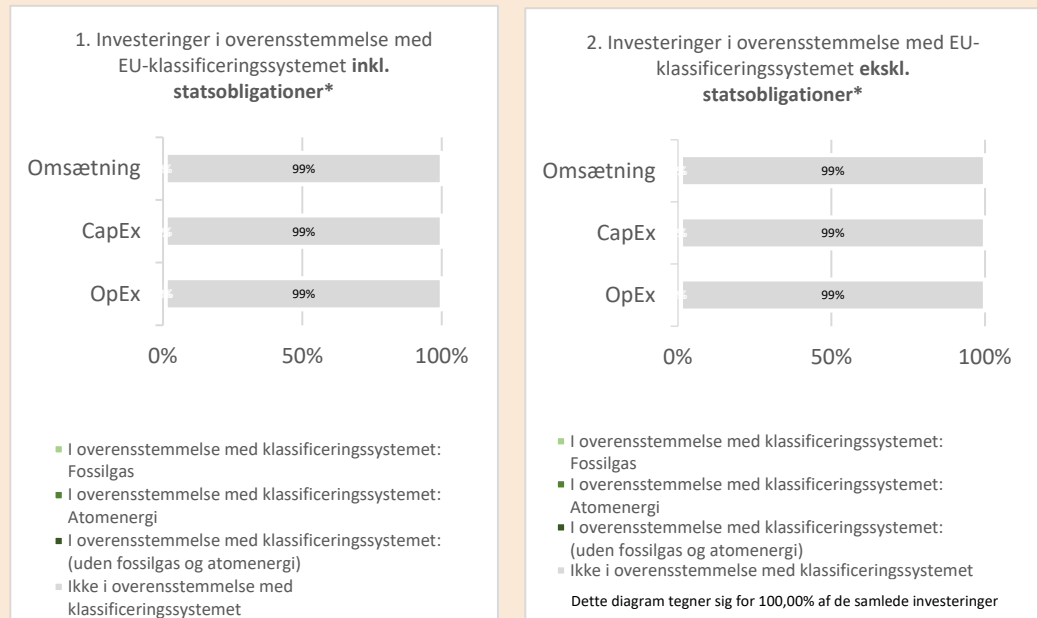 1. Investeringer i overensstemmelse med
EU-klassificeringssystemet inkl.
statsobligationer*
Omsætning
99%
CapEx
99%
OpEx
99%
0%
50%
100%
I overensstemmelse med klassificeringssystemet:
Fossilgas
I overensstemmelse med klassificeringssystemet:
Atomenergi
I overensstemmelse med klassificeringssystemet:
(uden fossilgas og atomenergi)
Ikke i overensstemmelse med
klassificeringssystemet
2. Investeringer i overensstemmelse med EU-
klassificeringssystemet ekskl.
statsobligationer*
Omsætning
99%
CapEx
99%
OpEx
99%
0%
50%
100%
I overensstemmelse med klassificeringssystemet:
Fossilgas
I overensstemmelse med klassificeringssystemet:
Atomenergi
I overensstemmelse med klassificeringssystemet:
(uden fossilgas og atomenergi)
Ikke i overensstemmelse med klassificeringssystemet
Dette diagram tegner sig for 100,00% af de samlede investeringer